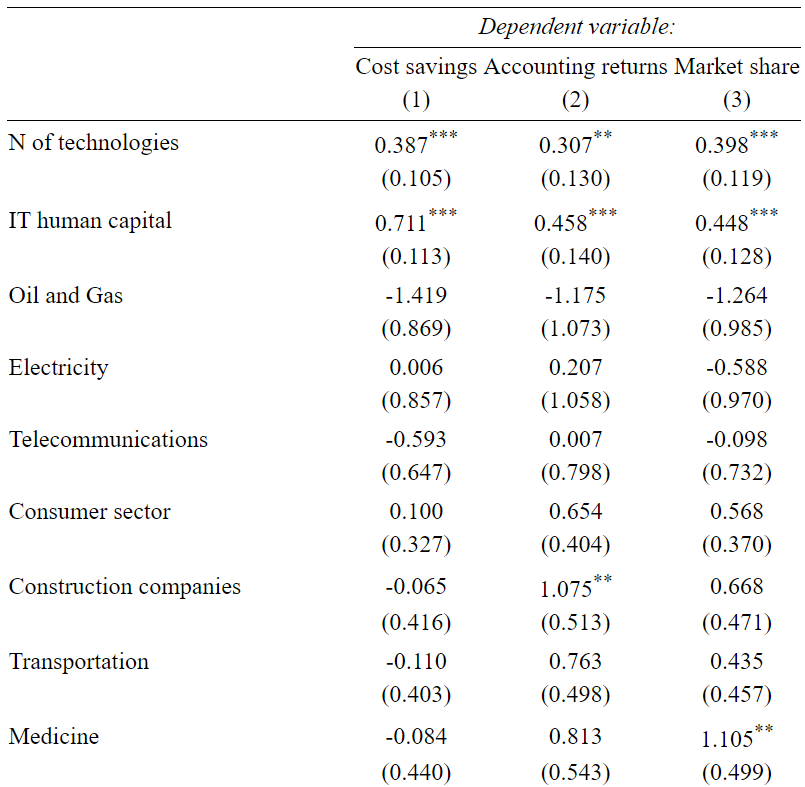 Dependent variable:
Cost savings Accounting returns Market share
(1) (2) (3)
N of technologies 0.387*** 0.307** 0.398***
(0.105) (0.130) (0.119)
IT human capital 0.711*** 0.458*** 0.448***
(0.113) (0.140) (0.128)
Oil and Gas -1.419 -1.175 -1.264
(0.869) (1.073) (0.985)
Electricity 0.006 0.207 -0.588
(0.857) (1.058) (0.970)
Telecommunications -0.593 0.007 -0.098
(0.647) (0.798) (0.732)
Consumer sector 0.100 0.654 0.568
(0.327) (0.404) (0.370)
Construction companies -0.065 1.075** 0.668
(0.416) (0.513) (0.471)
Transportation -0.110 0.763 0.435
(0.403) (0.498) (0.457)
Medicine -0.084 0.813 1.105**
(0.440) (0.543) (0.499)